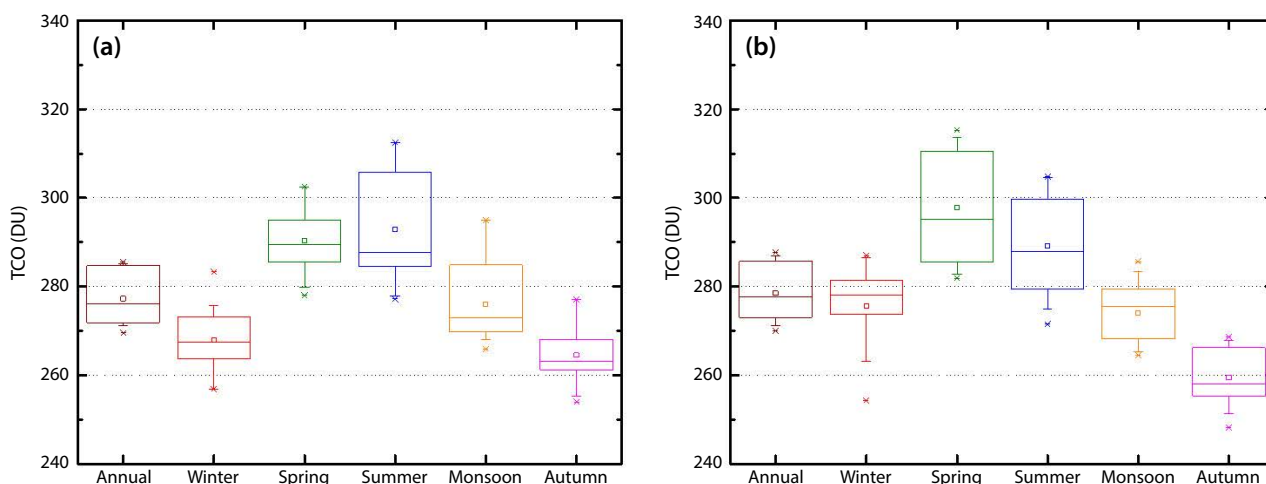 (a)
TCO (DU)
340
320
300
280
260
240
Annual Winter Spring Summer Monsoon Autumn
(b)
TCO (DU)
340
320
300
280
260
240
Annual Winter Spring Summer Monsoon Autumn